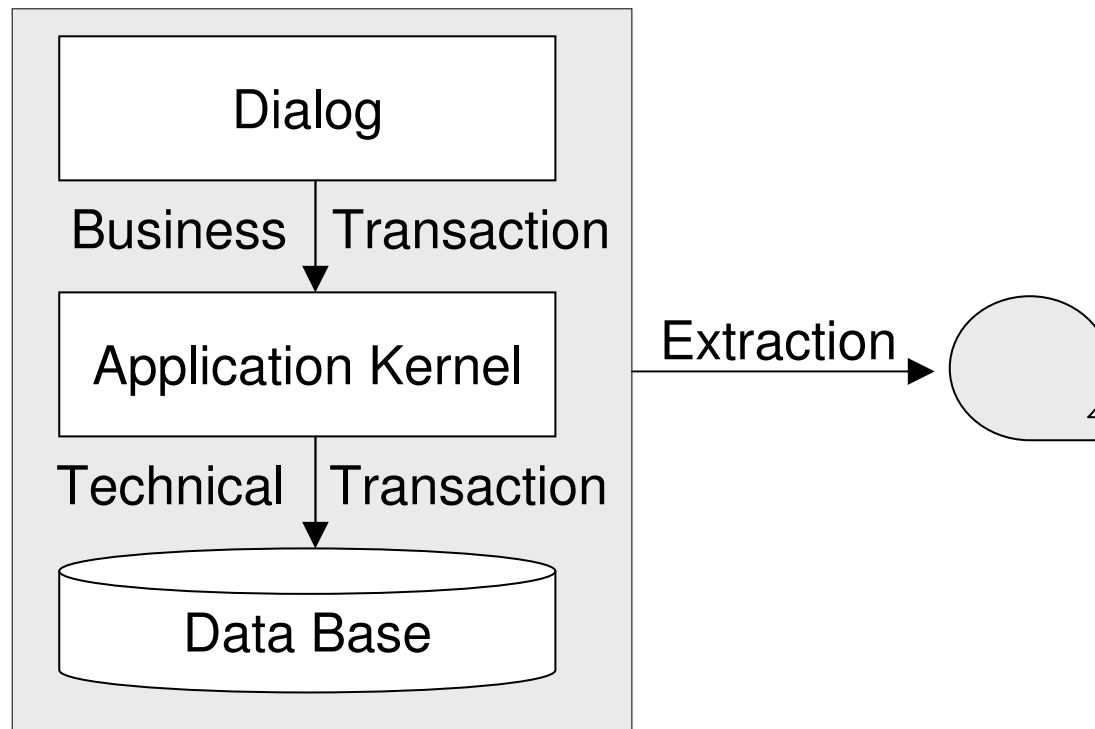 Dialog
Business Transaction
Application Kernel
Extraction
Technical Transaction
Data Base